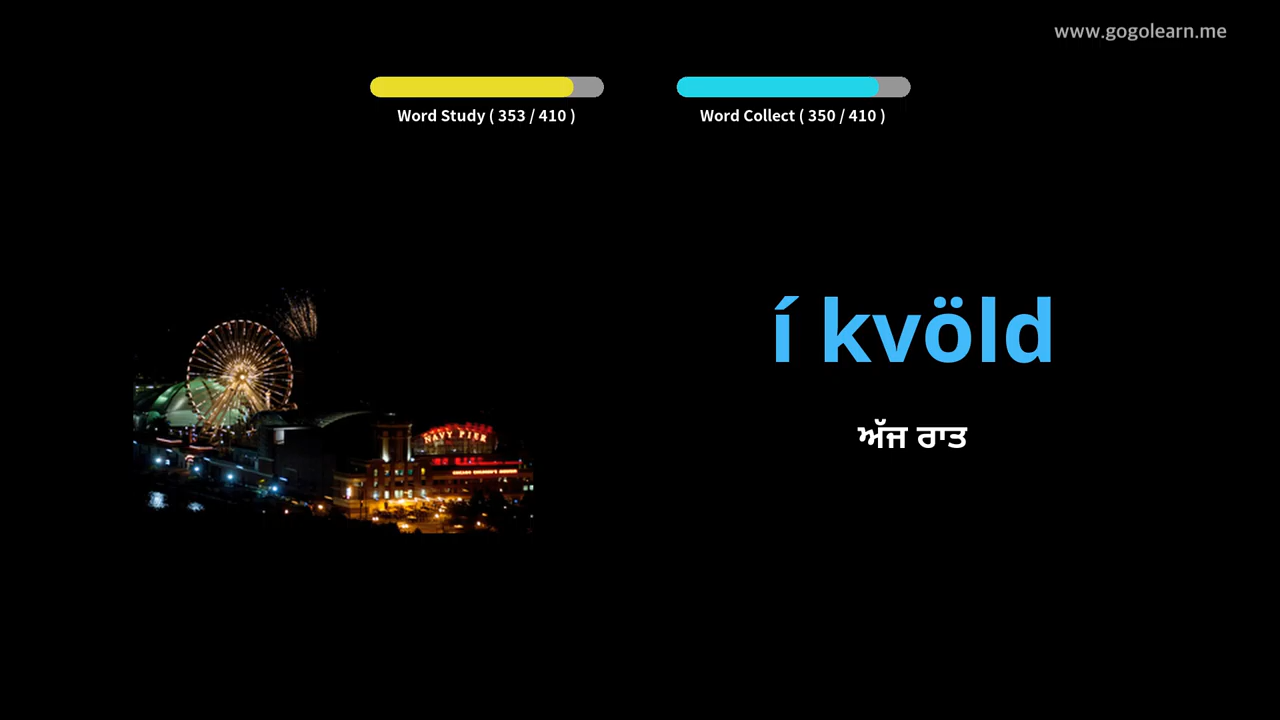 www.gogolearn.me
Word Study ( 353 / 410 )
Word Collect ( 350 / 410 )
í kvöld
ਅੱਜ ਰਾਤ
NAVY PIER